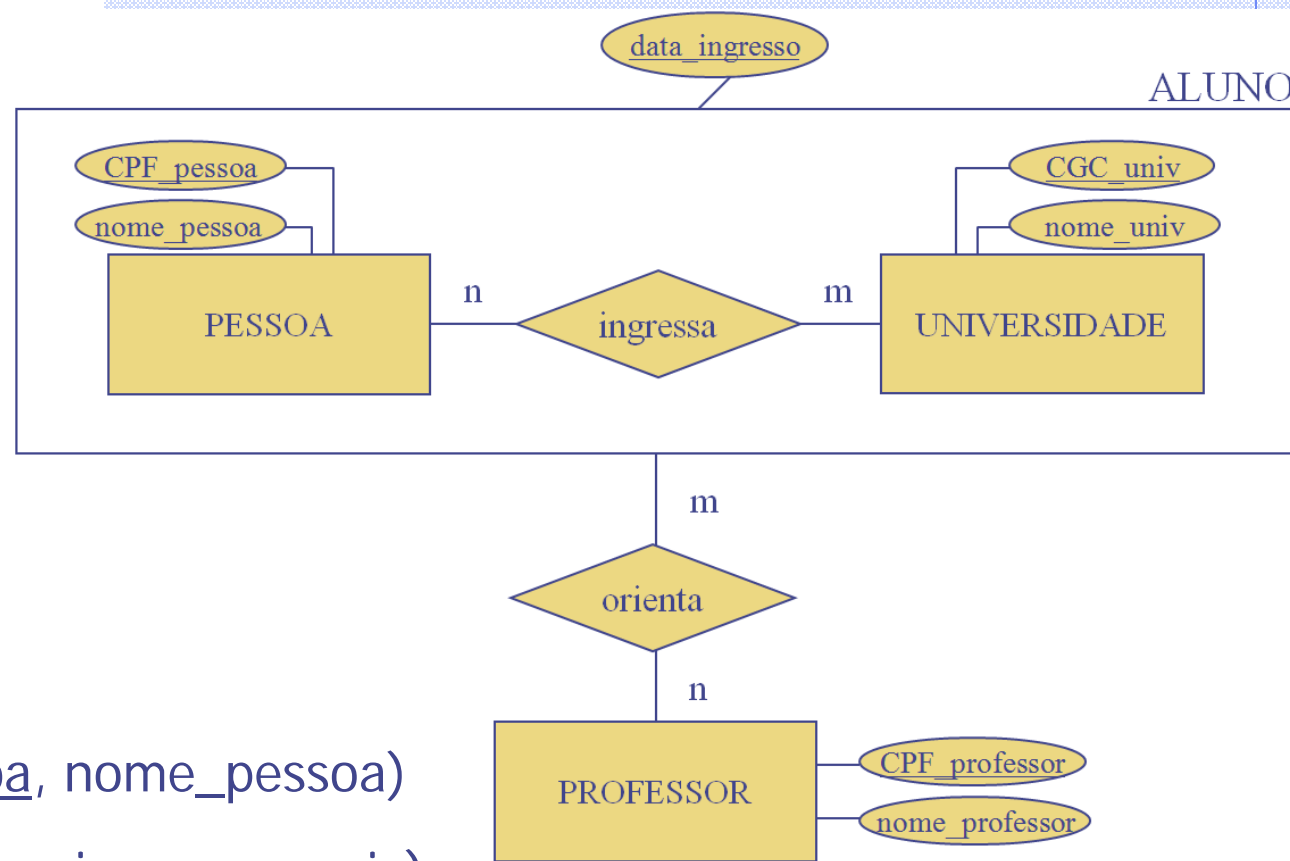 data_ingresso
ALUNO
CPF_pessoa
CGC_univ
nome_pessoa
nome_univ
n
m
PESSOA
ingressa
UNIVERSIDADE
m
orienta
n
, nome_pessoa)
CPF_professor
PROFESSOR
nome_professor